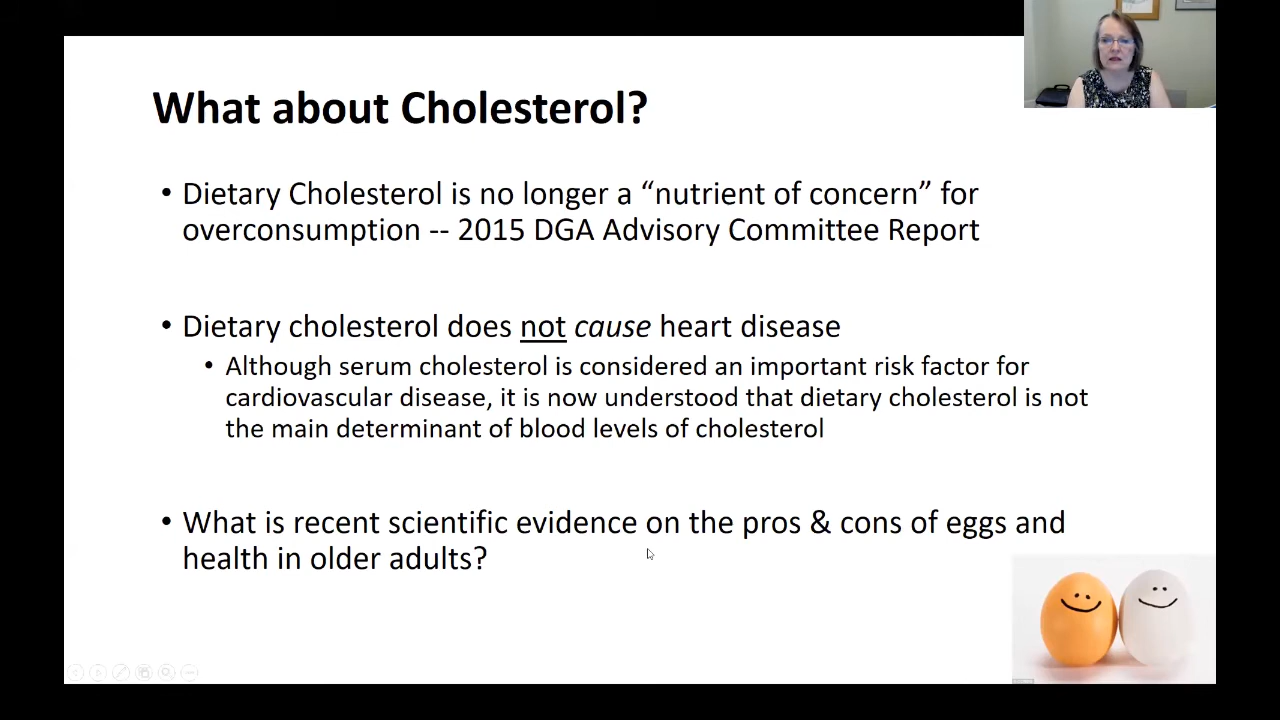 What about Cholesterol?
• Dietary Cholesterol is no longer a “nutrient of concern” for
overconsumption -- 2015 DGA Advisory Committee Report
• Dietary cholesterol does not cause heart disease
• Although serum cholesterol is considered an important risk factor for
cardiovascular disease, it is now understood that dietary cholesterol is not
the main determinant of blood levels of cholesterol
• What is recent scientific evidence on the pros & cons of eggs and
health in older adults?